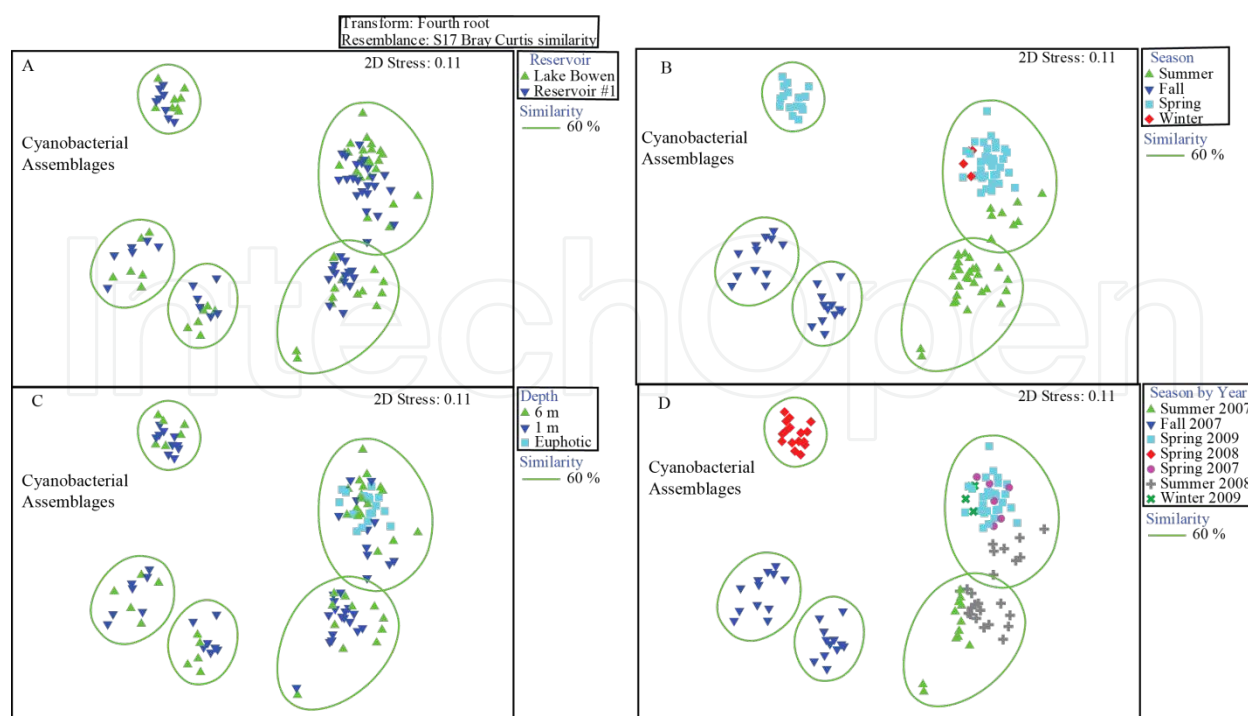 Transform: Fourth root
Resemblance: S17 Bray Curtis similarity
A
2D Stress: 0.11
Cyanobacterial
Assemblages
Reservoir
Lake Bowen
Reservoir #1
Similarity
60 %
B
2D Stress: 0.11
Cyanobacterial
Assemblages
Season
Summer
Fall
Spring
Winter
Similarity
60 %
C
2D Stress: 0.11
Cyanobacterial
Assemblages
Depth
6 m
1 m
Euphotic
Similarity
60 %
D
2D Stress: 0.11
Cyanobacterial
Assemblages
Season by Year
Summer 2007
Fall 2007
Spring 2009
Spring 2008
Spring 2007
Summer 2008
Winter 2009
Similarity
60 %
IntechOpen